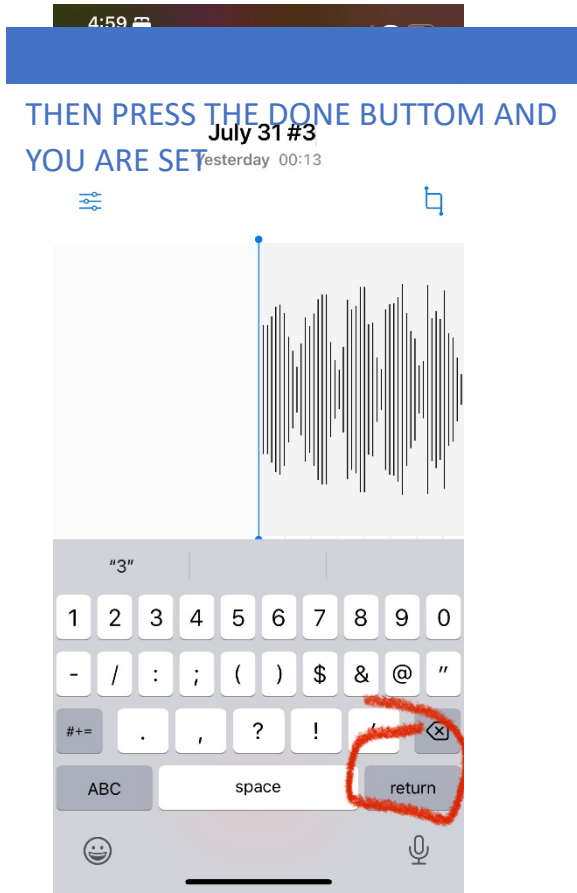 4:59
THEN PRESS THE DONE BUTTOM AND
YOU ARE SET
July 31 #3
Yesterday 00:13
"3"
1 2 3 4 5 6 7 8 9 0
- / : ; ( ) $ & @ "
#+= . , ? ! '
ABC space return